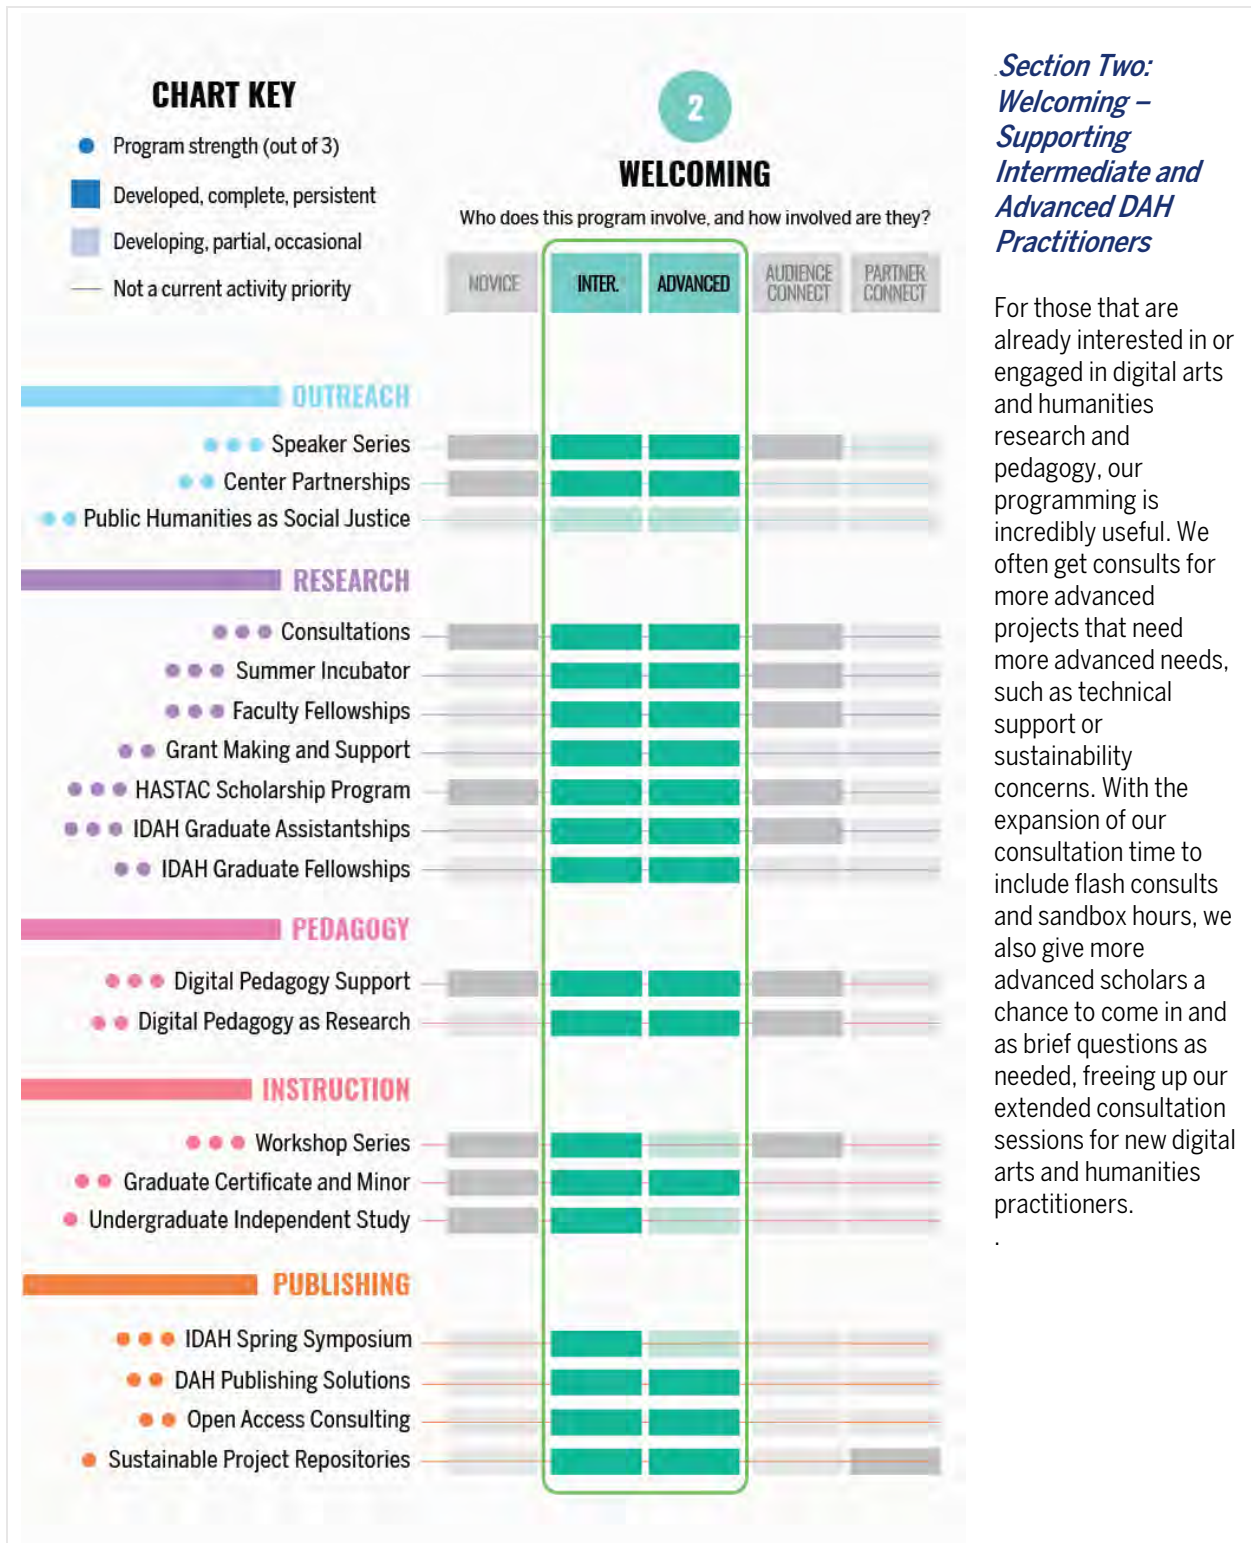 CHART KEY
Program strength (out of 3)
Developed, complete, persistent
Developing, partial, occasional
Not a current activity priority
2
WELCOMING
Who does this program involve, and how involved are they?
NOVICE
INTER.
ADVANCED
AUDIENCE
CONNECT
PARTNER
CONNECT
OUTREACH
Speaker Series
Center Partnerships
Public Humanities as Social Justice
RESEARCH
Consultations
Summer Incubator
Faculty Fellowships
Grant Making and Support
HASTAC Scholarship Program
IDAH Graduate Assistantships
IDAH Graduate Fellowships
PEDAGOGY
Digital Pedagogy Support
Digital Pedagogy as Research
INSTRUCTION
Workshop Series
Graduate Certificate and Minor
Undergraduate Independent Study
PUBLISHING
IDAH Spring Symposium
DAH Publishing Solutions
Open Access Consulting
Sustainable Project Repositories
.Section Two:
Welcoming –
Supporting
Intermediate and
Advanced DAH
Practitioners
For those that are
already interested in or
engaged in digital arts
and humanities
research and
pedagogy, our
programming is
incredibly useful. We
often get consults for
more advanced
projects that need
more advanced needs,
such as technical
support or
sustainability
concerns. With the
expansion of our
consultation time to
include flash consults
and sandbox hours, we
also give more
advanced scholars a
chance to come in and
as brief questions as
needed, freeing up our
extended consultation
sessions for new digital
arts and humanities
practitioners.
.